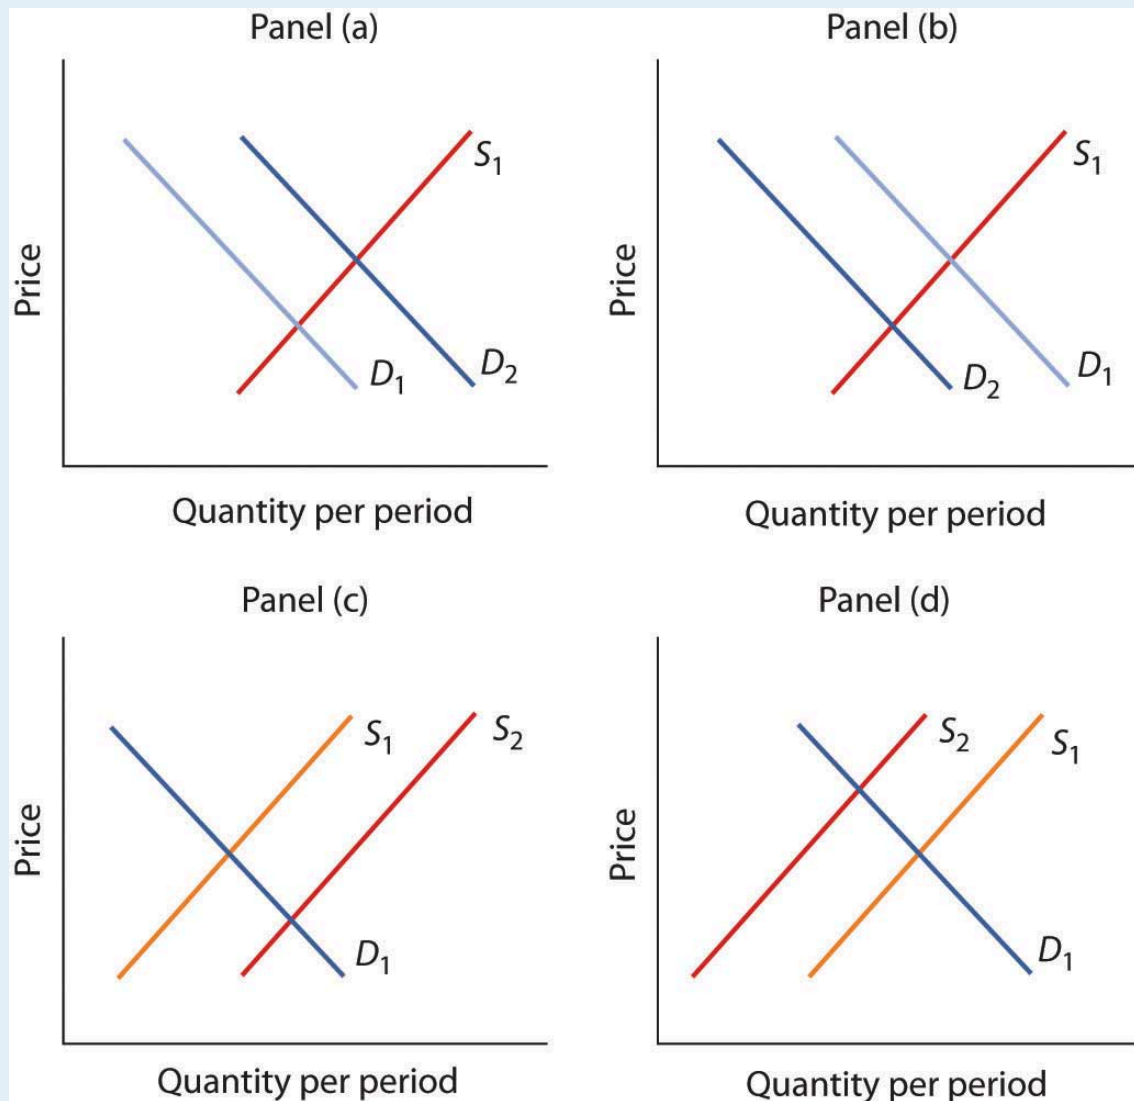 Panel (a)
Price
S₁
D₁
D₂
Quantity per period
Panel (b)
Price
S₁
D₂
D₁
Quantity per period
Panel (c)
Price
S₁
S₂
D₁
Quantity per period
Panel (d)
Price
S₂
S₁
D₁
Quantity per period